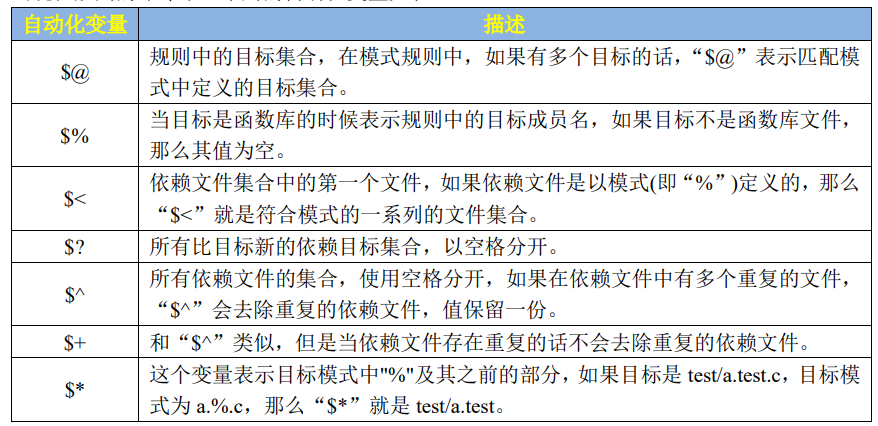 自动化变量 描述
$@ 规则中的目标集合，在模式规则中，如果有多个目标的话，“$@”表示匹配模
式中定义的目标集合。
$% 当目标是函数库的时候表示规则中的目标成员名，如果目标不是函数库文件，
那么其值为空。
$< 依赖文件集合中的第一个文件，如果依赖文件是以模式(即“%”)定义的，那么
“$<”就是符合模式的一系列的文件集合。
$? 所有比目标新的依赖目标集合，以空格分开。
$^ 所有依赖文件的集合，使用空格分开，如果在依赖文件中有多个重复的文件，
“$^”会去除重复的依赖文件，值保留一份。
$+ 和“$^”类似，但是当依赖文件存在重复的话不会去除重复的依赖文件。
$* 这个变量表示目标模式中"%"及其之前的部分，如果目标是 test/a.test.c，目标模
式为 a.%.c，那么“$*”就是 test/a.test。